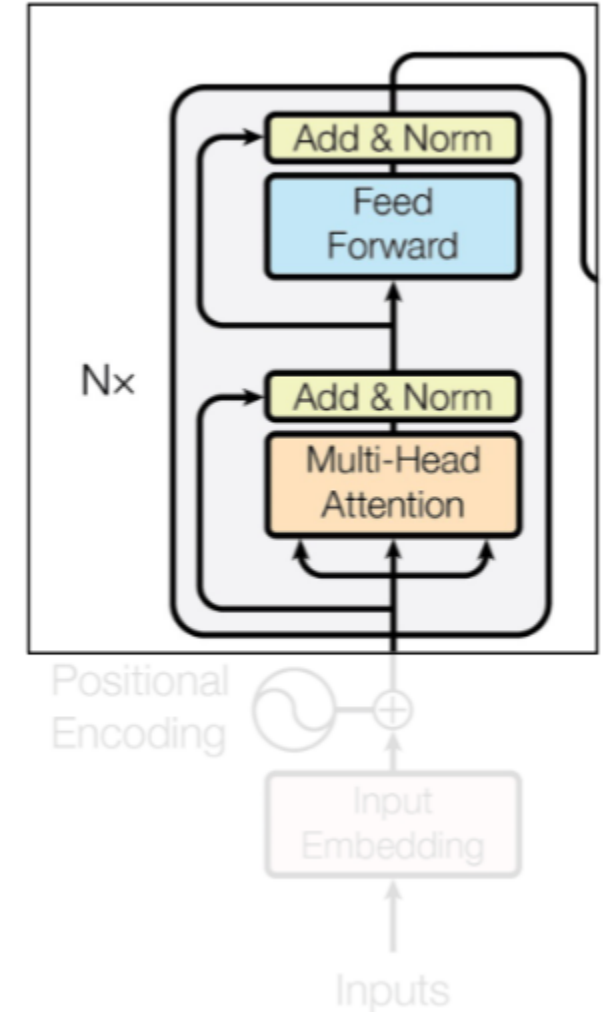 Add & Norm
Feed
Forward
Nx
Add & Norm
Multi-Head
Attention
Positional
Encoding
Input
Embedding
Inputs